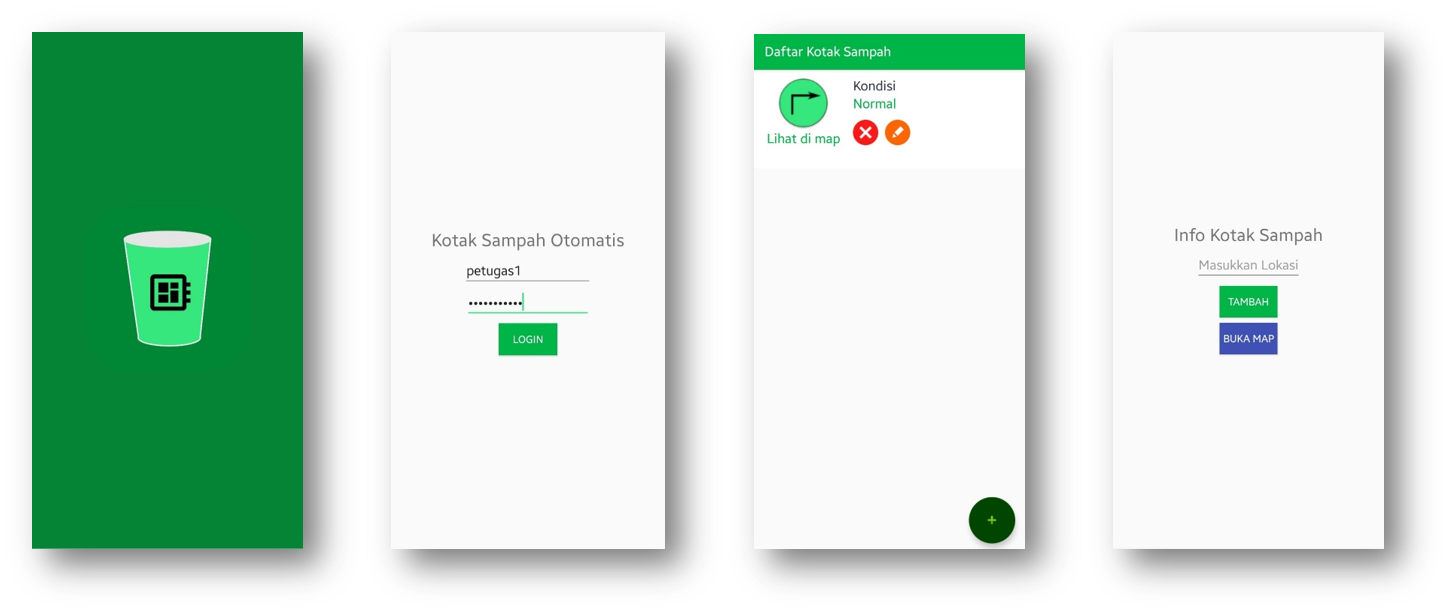 Kotak Sampah Otomatis
petugas1
•••••••••••
LOGIN
Daftar Kotak Sampah
Kondisi
Normal
Lihat di map
+
Info Kotak Sampah
Masukkan Lokasi
TAMBAH
BUKA MAP